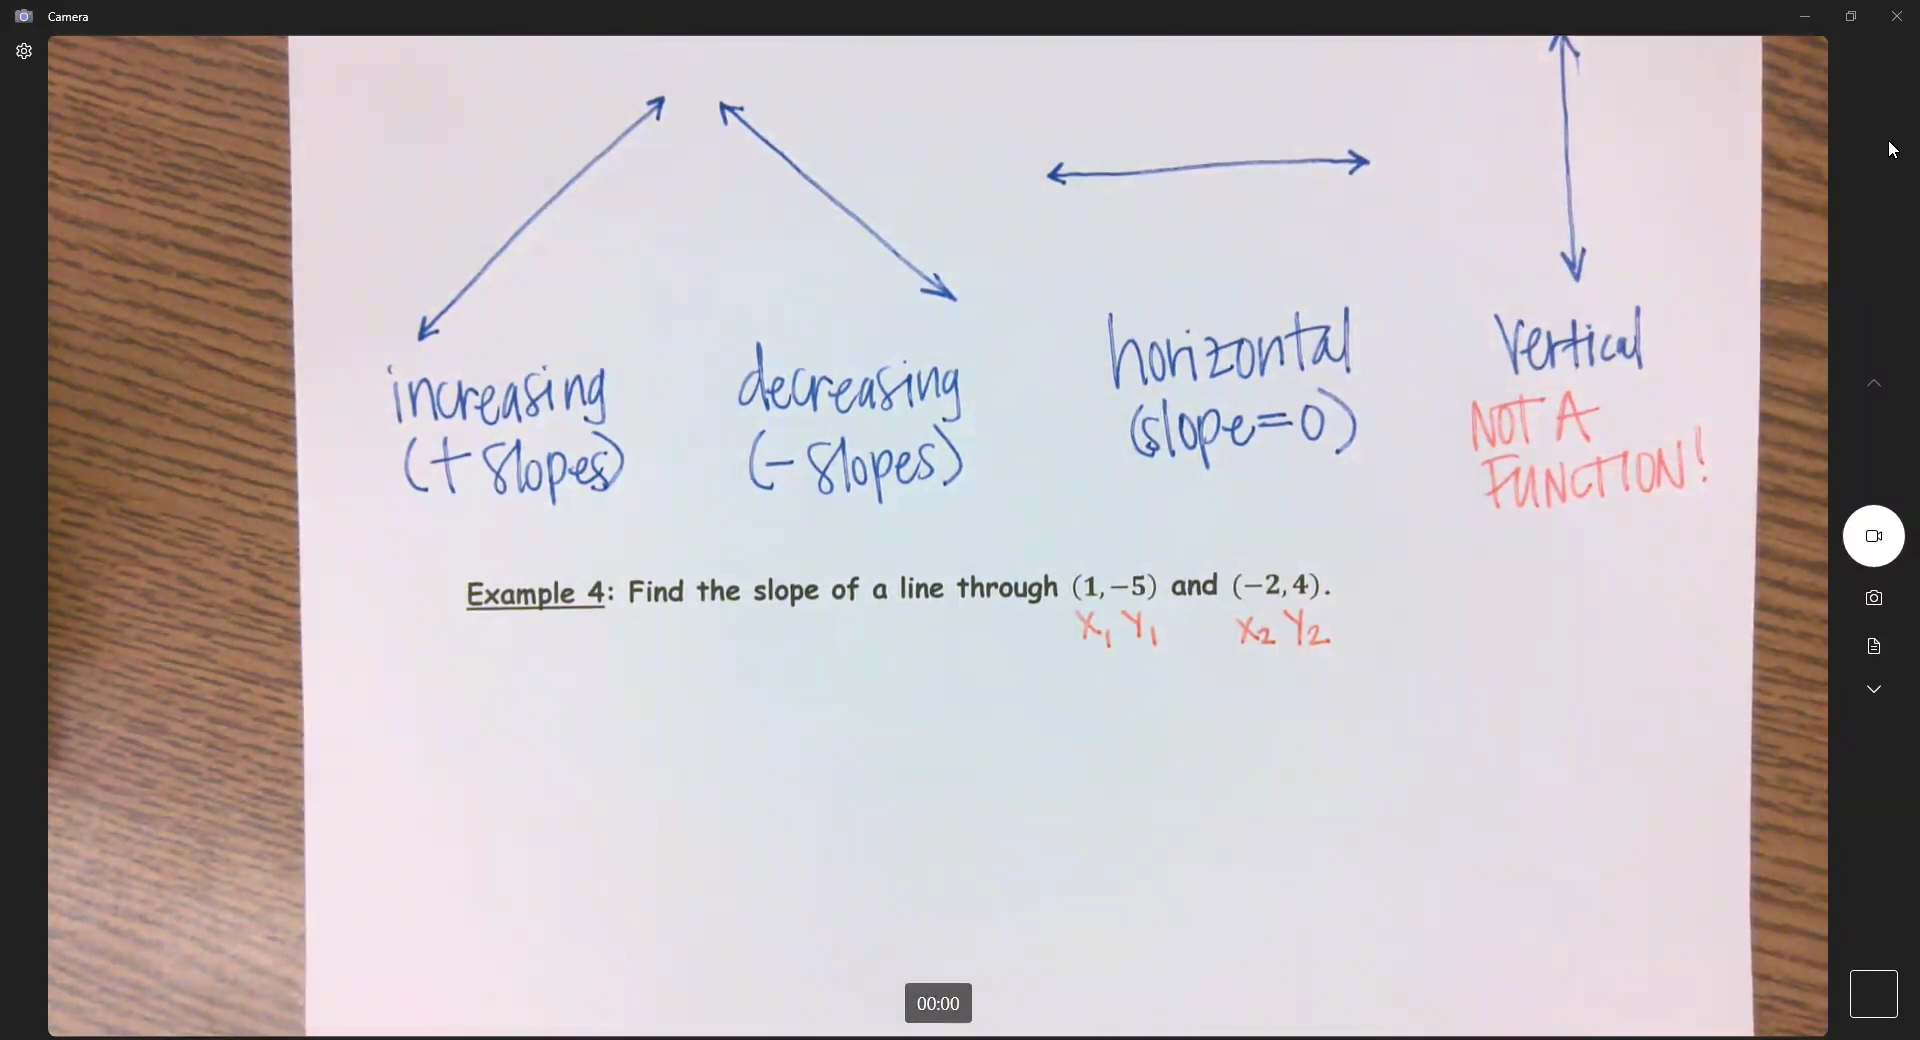 Camera
increasing
(+ slopes)
decreasing
(- slopes)
horizontal
(slope=0)
Vertical
NOT A
FUNCTION!
Example 4: Find the slope of a line through (1,−5) and (−2,4).
X₁ Y₁ X₂ Y₂
00:00